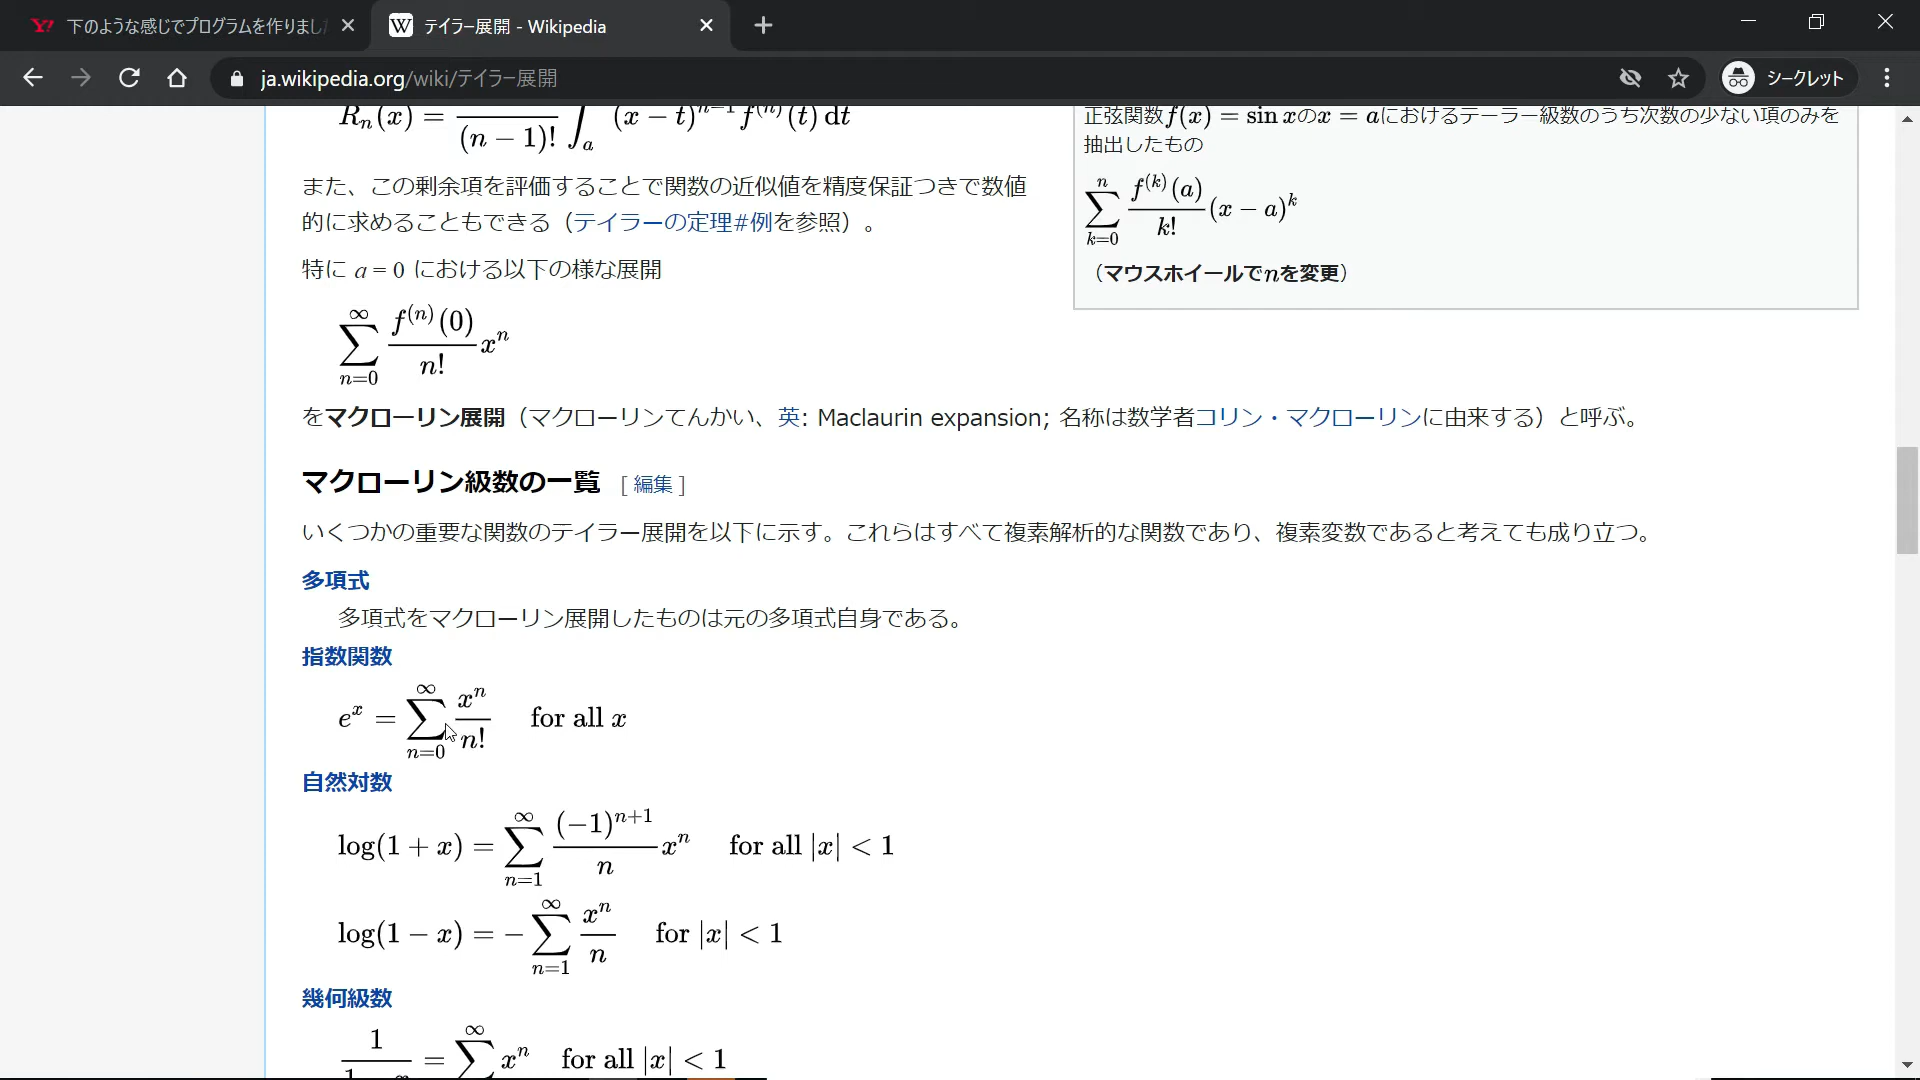 下のような感じでプログラムを作りまし
テイラー展開 - Wikipedia
ja.wikipedia.org/wiki/テイラー展開
シークレット
R_n(x) = 1/(n − 1)! ∫_a (x − t)^{n−1} f^{(n)}(t) dt
また、この剰余項を評価することで関数の近似値を精度保証つきで数値
的に求めることもできる（テイラーの定理#例を参照）。
特に a = 0 における以下の様な展開
∑_{n=0}^{∞} f^{(n)}(0)/n! x^n
正弦関数f(x) = sin xのx = aにおけるテーラー級数のうち次数の少ない項のみを
抽出したもの
∑_{k=0}^{n} f^{(k)}(a)/k! (x − a)^k
（マウスホイールでnを変更）
をマクローリン展開（マクローリンてんかい、英: Maclaurin expansion; 名称は数学者コリン・マクローリンに由来する）と呼ぶ。
マクローリン級数の一覧 [ 編集 ]
いくつかの重要な関数のテイラー展開を以下に示す。これらはすべて複素解析的な関数であり、複素変数であると考えても成り立つ。
多項式
多項式をマクローリン展開したものは元の多項式自身である。
指数関数
e^x = ∑_{n=0}^{∞} x^n/n! for all x
自然対数
log(1 + x) = ∑_{n=1}^{∞} (−1)^{n+1}/n x^n for all |x| < 1
log(1 − x) = − ∑_{n=1}^{∞} x^n/n for |x| < 1
幾何級数
1/(1 − x) = ∑ ^{∞} x^n for all |x| < 1